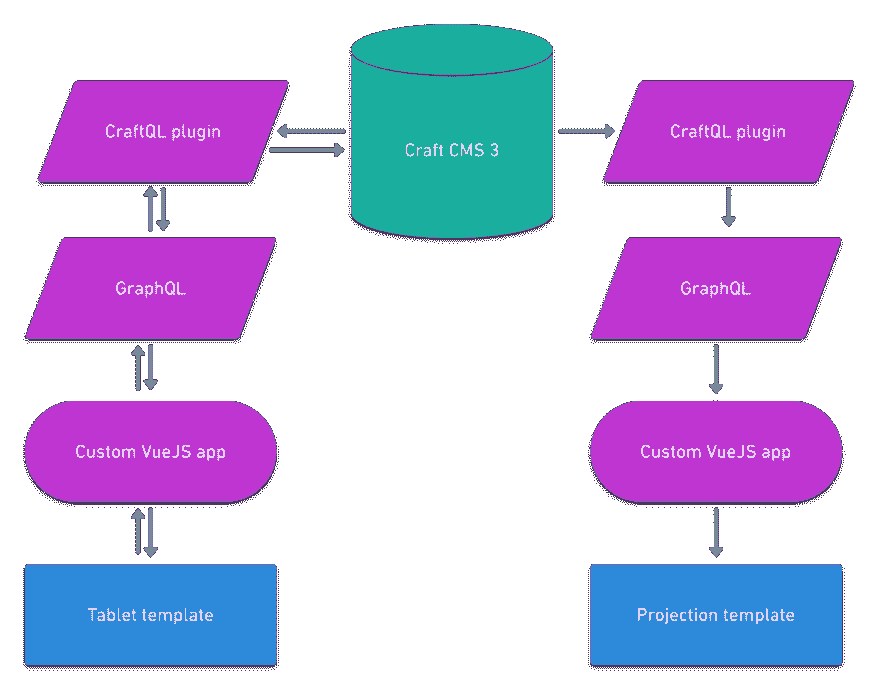 CraftQL plugin
Craft CMS 3
CraftQL plugin
GraphQL
GraphQL
Custom VueJS app
Custom VueJS app
Tablet template
Projection template